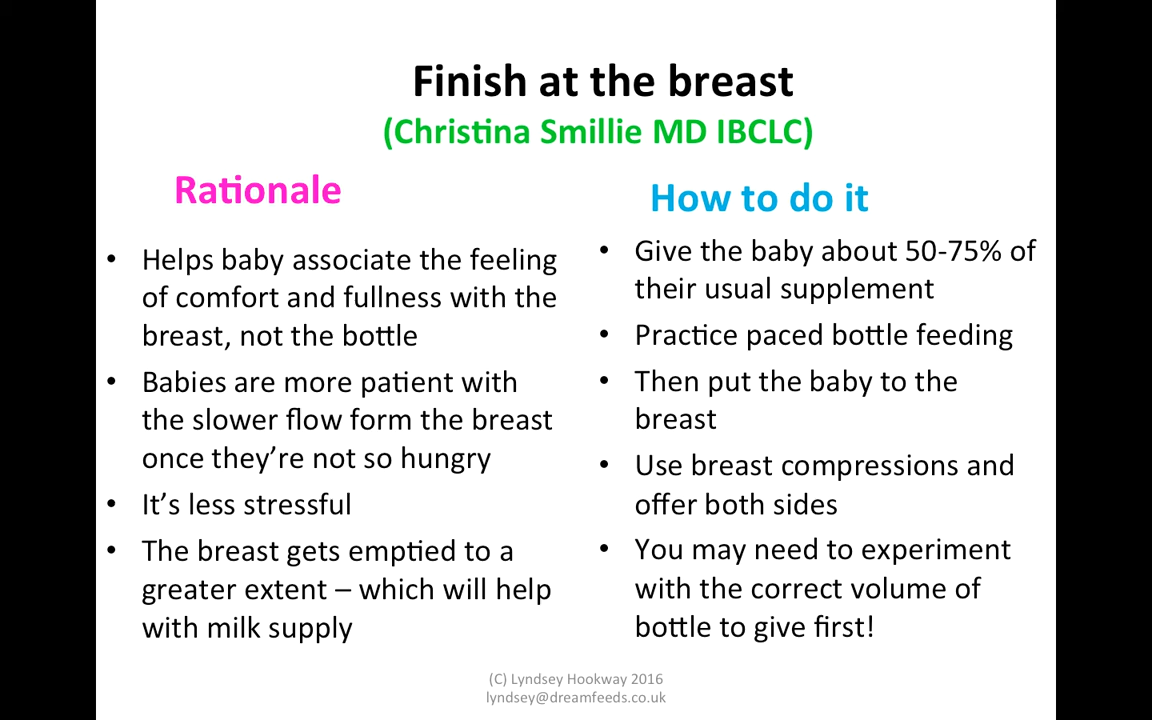 Finish at the breast
(Christina Smillie MD IBCLC)
Rationale
• Helps baby associate the feeling
of comfort and fullness with the
breast, not the bottle
• Babies are more patient with
the slower flow form the breast
once they're not so hungry
• It's less stressful
• The breast gets emptied to a
greater extent – which will help
with milk supply
How to do it
• Give the baby about 50-75% of
their usual supplement
• Practice paced bottle feeding
• Then put the baby to the
breast
• Use breast compressions and
offer both sides
• You may need to experiment
with the correct volume of
bottle to give first!
(C) Lyndsey Hookway 2016
lyndsey@dreamfeeds.co.uk